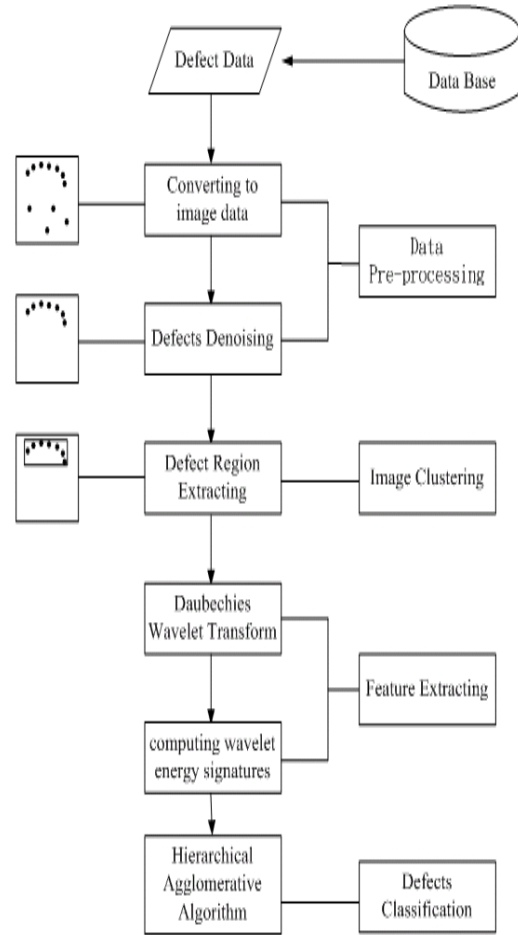 Defect Data
Data Base
Converting to
image data
Data
Pre-processing
Defects Denoising
Defect Region
Extracting
Image Clustering
Daubechies
Wavelet Transform
Feature Extracting
computing wavelet
energy signatures
Hierarchical
Agglomerative
Algorithm
Defects
Classification